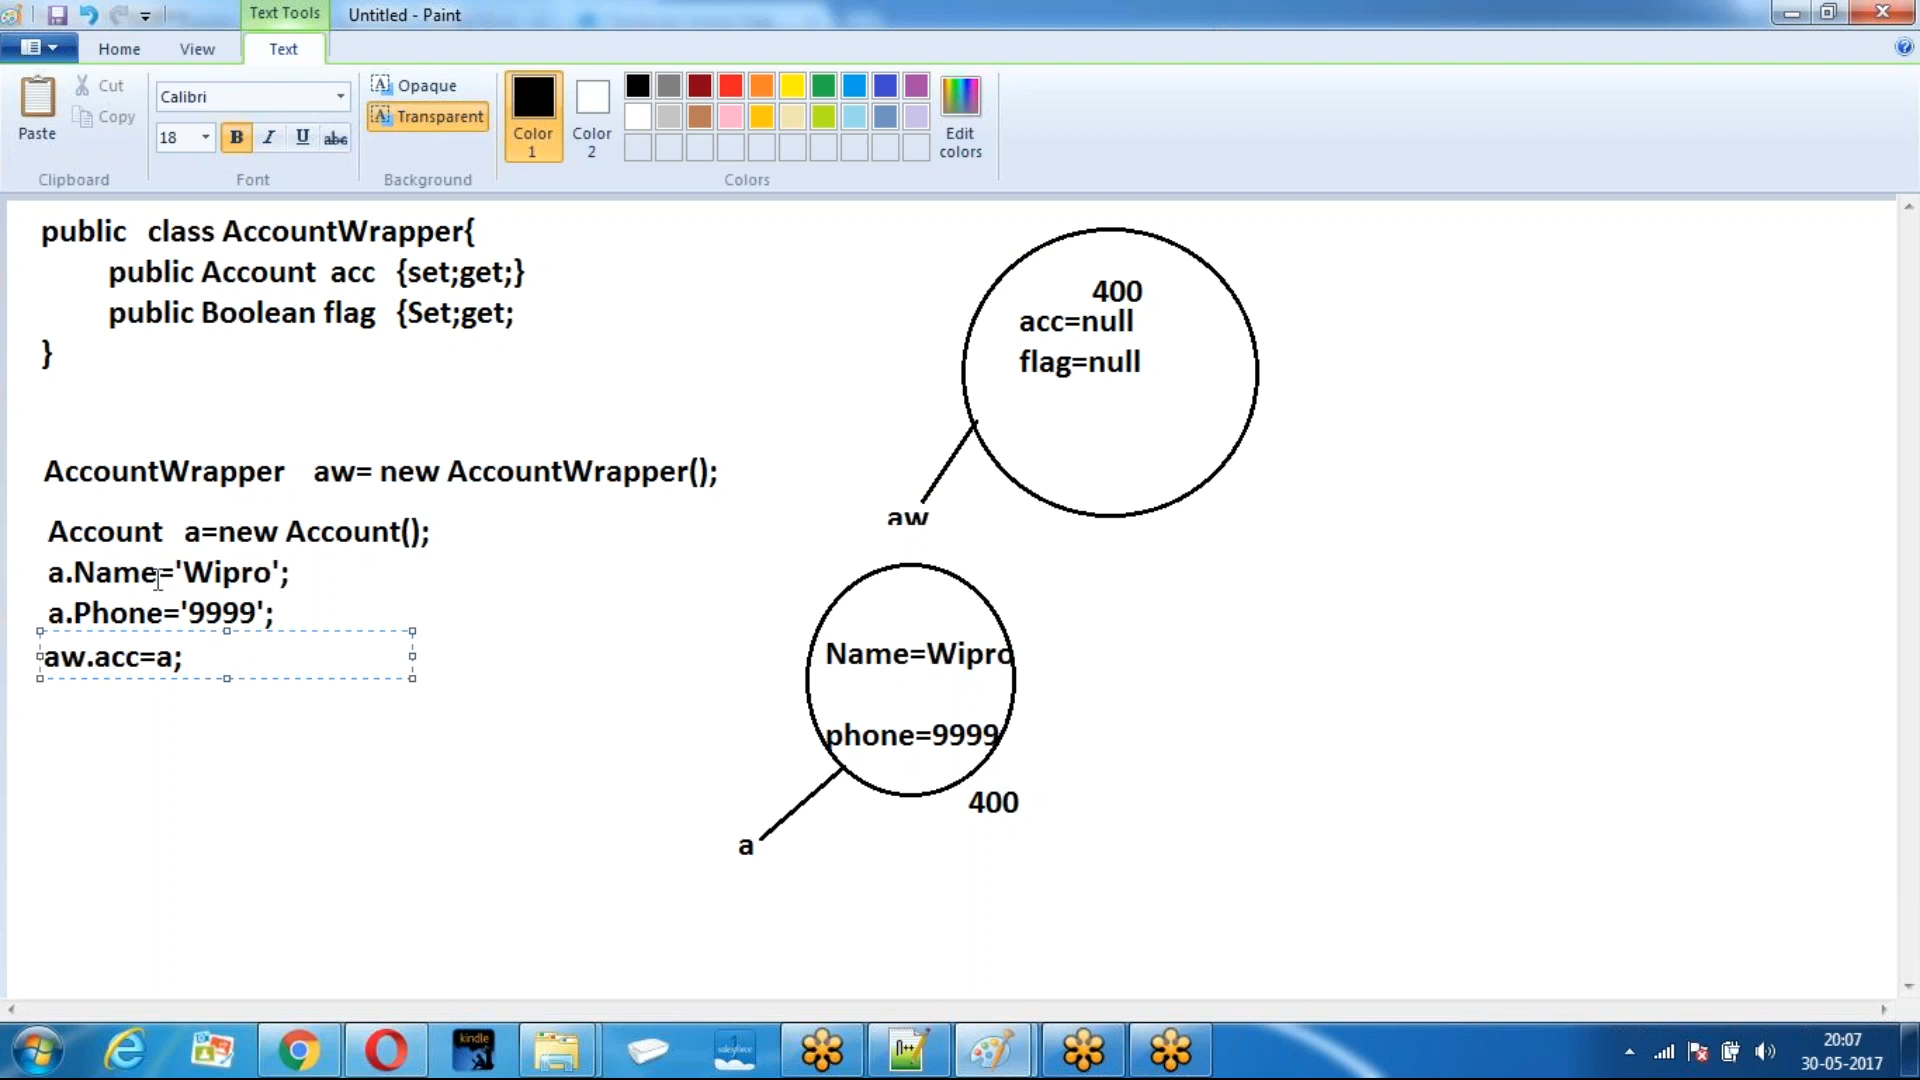 Text Tools
Untitled - Paint
Home
View
Text
Paste
Cut
Copy
Clipboard
Calibri
18
B
I
U
abc
Font
Opaque
Transparent
Background
Color
1
Color
2
Edit
colors
Colors
public class AccountWrapper{
public Account acc {set;get;}
public Boolean flag {Set;get;
}
AccountWrapper aw= new AccountWrapper();
Account a=new Account();
a.Name='Wipro';
a.Phone='9999';
aw.acc=a;
400
acc=null
flag=null
aw
Name=Wipro
phone=9999
400
a
kindle
salesforce
20:07
30-05-2017